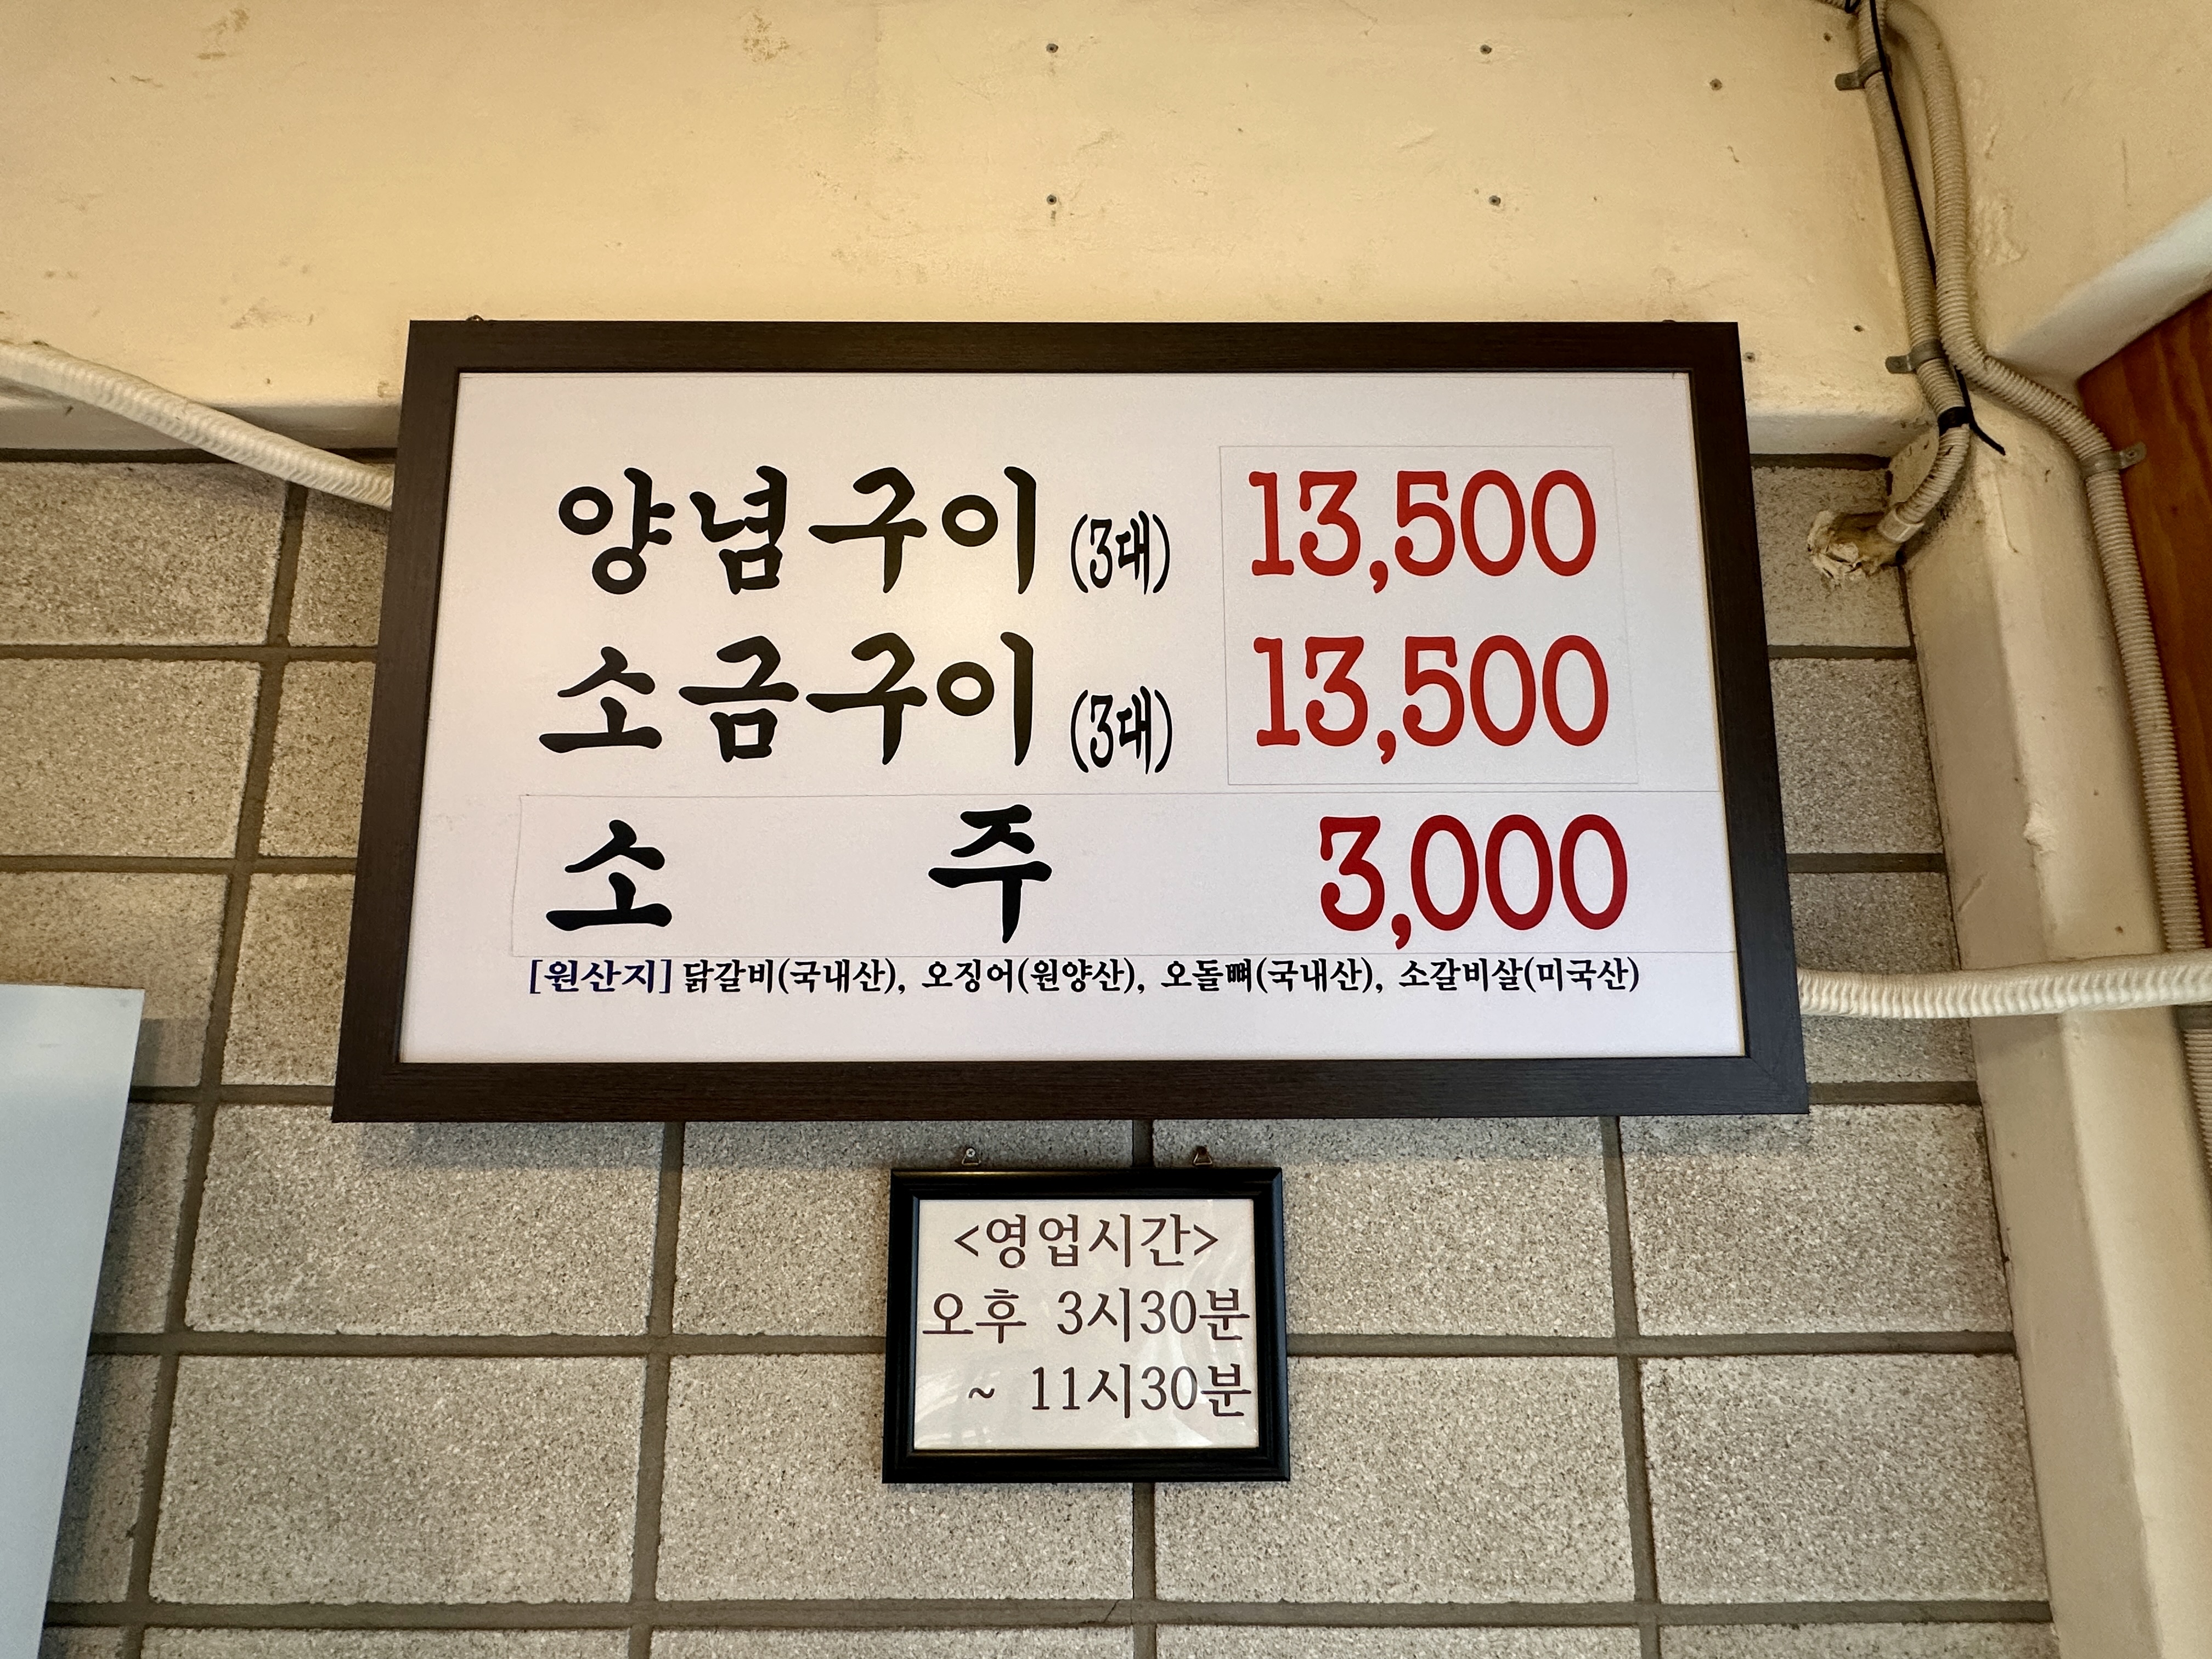 양념구이 (3대) 13,500
소금구이 (3대) 13,500
소 주 3,000
[원산지] 닭갈비(국내산), 오징어(원양산), 오돌뼈(국내산), 소갈비살(미국산)
<영업시간>
오후 3시30분
~ 11시30분